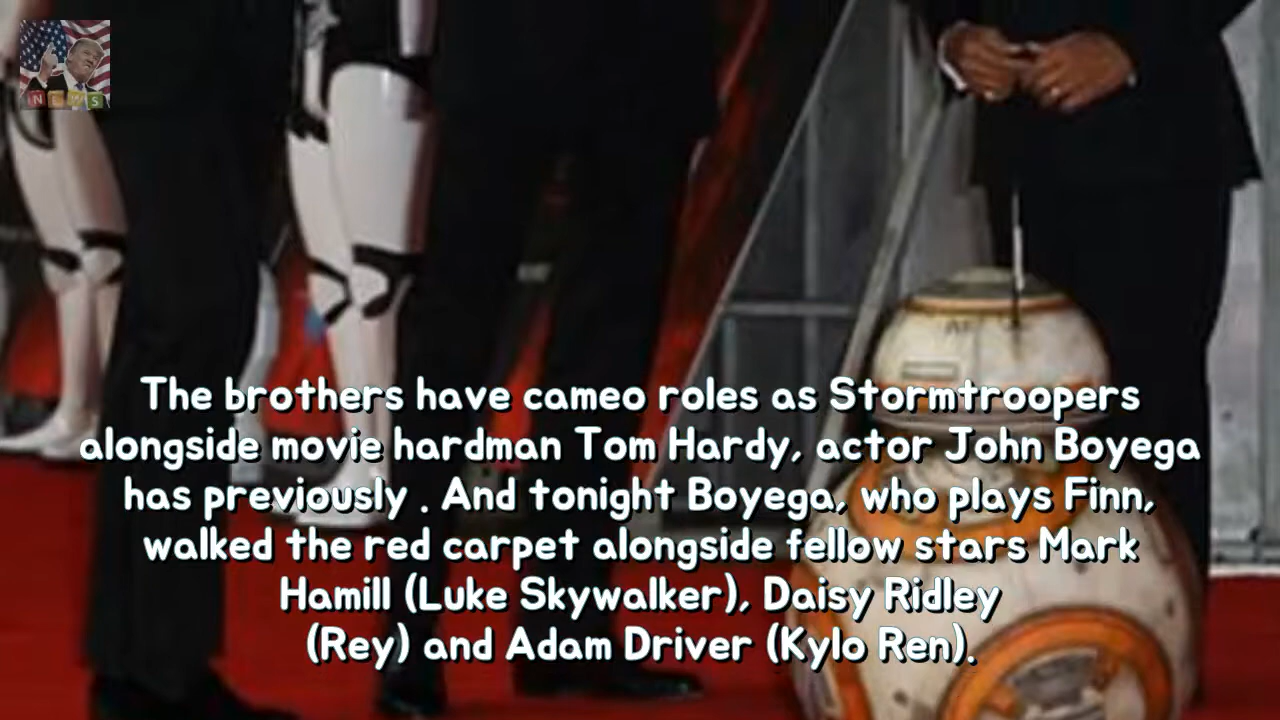 NEWS
The brothers have cameo roles as Stormtroopers
alongside movie hardman Tom Hardy, actor John Boyega
has previously . And tonight Boyega, who plays Finn,
walked the red carpet alongside fellow stars Mark
Hamill (Luke Skywalker), Daisy Ridley
(Rey) and Adam Driver (Kylo Ren).